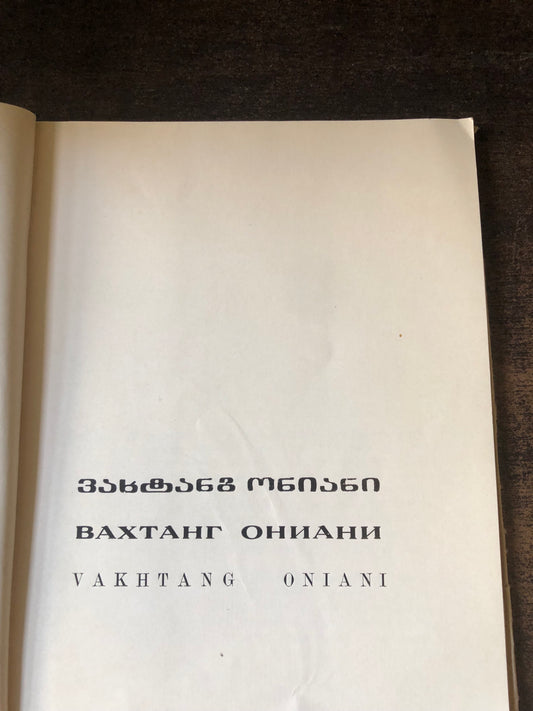 ვახტანგ ონიანი
ВАХТАНГ ОНИАНИ
VAKHTANG ONIANI